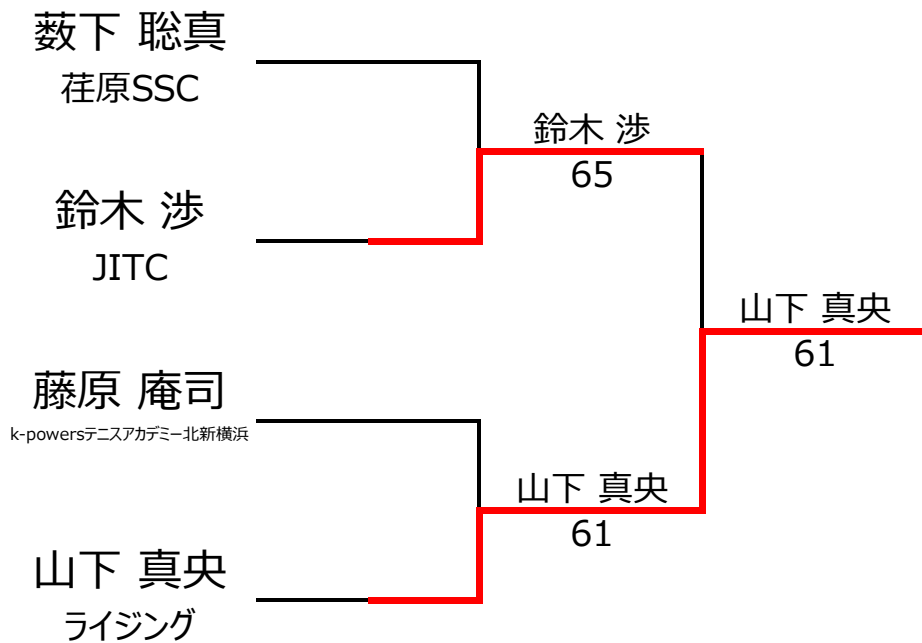 薮下 聡真
荏原SSC
鈴木 渉
65
鈴木 渉
JITC
山下 真央
61
藤原 庵司
k-powersテニスアカデミー北新横浜
山下 真央
61
山下 真央
ライジング